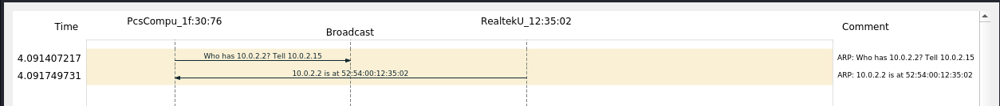 PcsCompu_1f:30:76 RealtekU_12:35:02
Time Broadcast Comment
4.091407217 Who has 10.0.2.2? Tell 10.0.2.15 ARP: Who has 10.0.2.2? Tell 10.0.2.15
4.091749731 10.0.2.2 is at 52:54:00:12:35:02 ARP: 10.0.2.2 is at 52:54:00:12:35:02